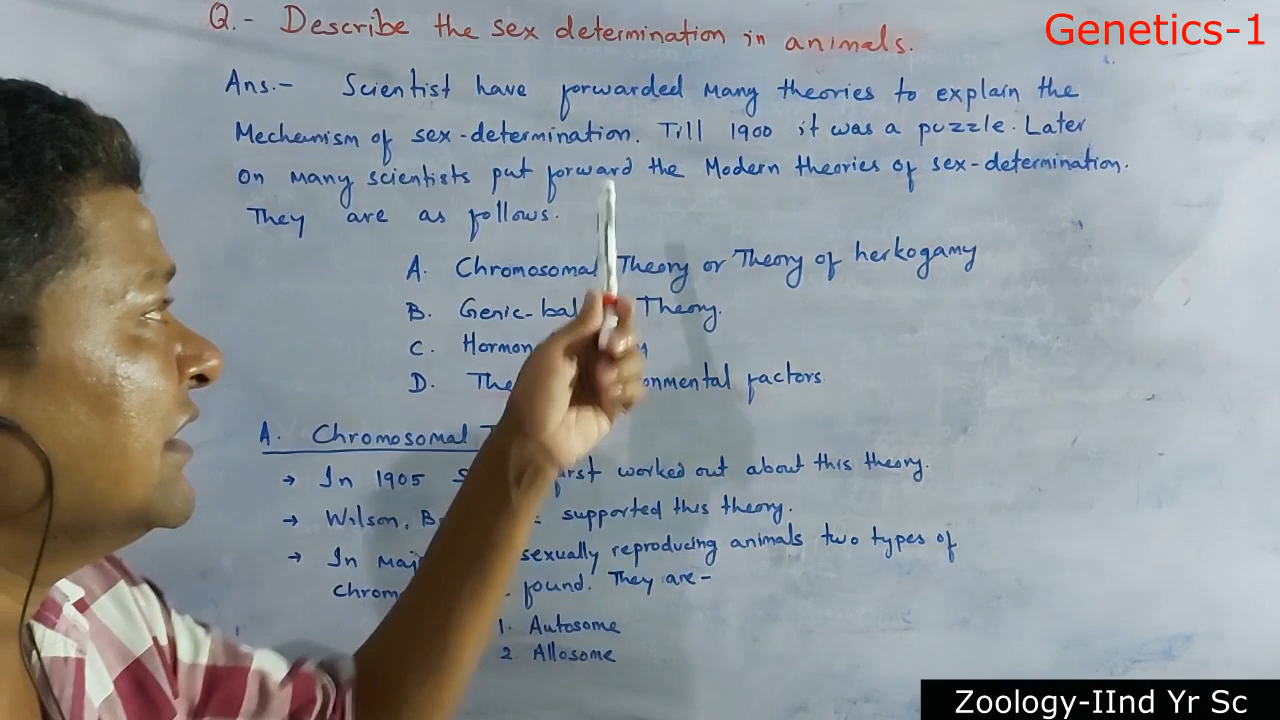 Genetics-1
Q.- Describe the sex determination in animals.
Ans.- Scientist have forwarded many theories to explain the
Mechanism of sex-determination. Till 1900 it was a puzzle. Later
on many scientists put forward the Modern theories of sex-determination.
They are as follows.
A. Chromosomal Theory or Theory of herkogamy
B. Genic-bal Theory.
C. Hormon
D. The onmental factors
A. Chromosomal T
→ In 1905 S rst worked out about this theory.
→ Wilson, B supported this theory.
→ In Maj sexually reproducing animals two types of
chrom found. They are-
1. Autosome
2. Allosome
Zoology-IInd Yr Sc